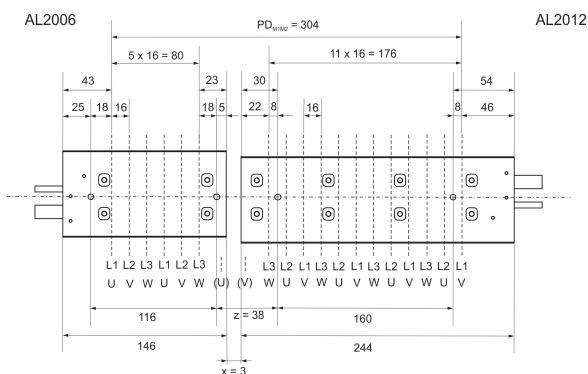 AL2006
AL2012
PDM1M2 = 304
5 x 16 = 80
11 x 16 = 176
43
23
30
54
25
18
16
18
5
22
8
16
8
46
L1 L2 L3 L1 L2 L3
L3 L2 L1 L3 L2 L1 L3 L2 L1 L3 L2 L1
U V W U V W (U) (V) W U V W U V W U V W U V
116
z = 38
160
146
244
x = 3